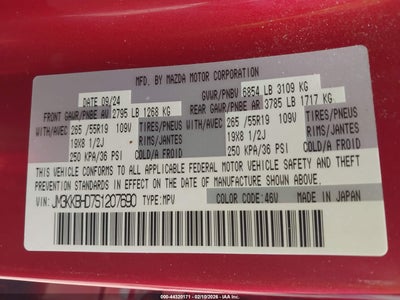 DATE 09/24
MFD. BY MAZDA MOTOR CORPORATION
GVWR/PNBV 6854 LB 3109 KG
FRONT GAWR/PNBE AV 2795 LB 1268 KG
REAR GAWR/PNBE AR 3785 LB 1717 KG
WITH/AVEC 265 /55R19 109V TIRES/PNEUS
19X8 1/2J RIMS/JANTES
250 KPA/36 PSI COLD/A FROID
WITH/AVEC 265 /55R19 109V TIRES/PNEUS
19X8 1/2J RIMS/JANTES
250 KPA/36 PSI COLD/A FROID
THIS VEHICLE CONFORMS TO ALL APPLICABLE FEDERAL MOTOR VEHICLE SAFETY AND THEFT
PREVENTION STANDARDS IN EFFECT ON THE DATE OF MANUFACTURE SHOWN ABOVE.
VIN: JM3KKBHD7S1207690 TYPE: MPV
COLOR CODE: 46V MADE IN JAPAN
000-44320171 - 02/10/2026 - IAA Inc.